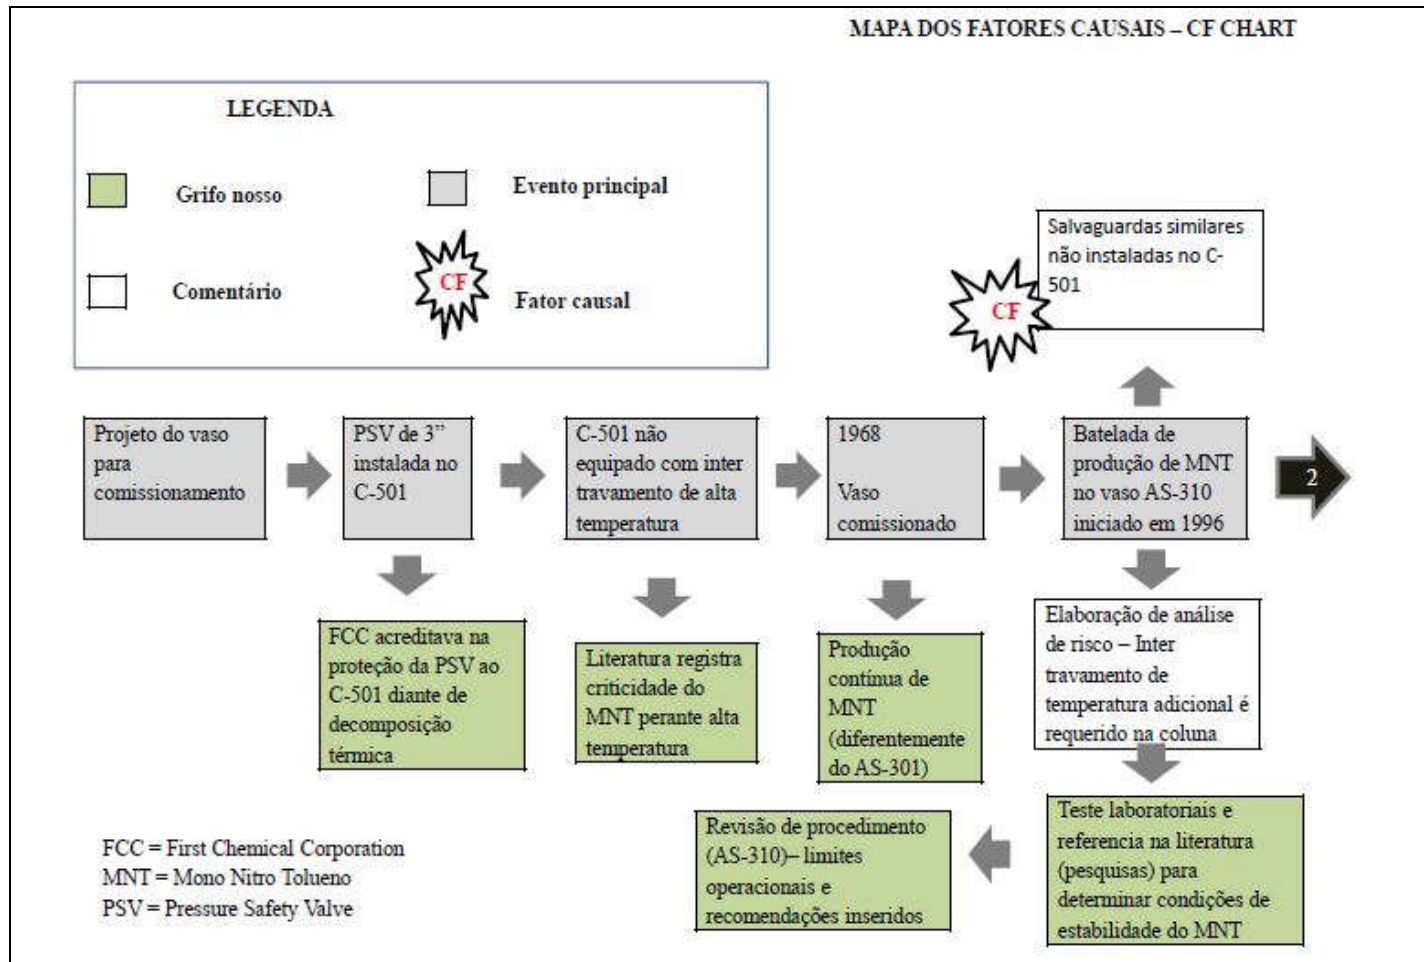 MAPA DOS FATORES CAUSAIS – CF CHART
LEGENDA
Grifo nosso
Evento principal
Comentário
CF
Fator causal
CF
Salvaguardas similares
não instaladas no C-
501
Projeto do vaso
para
comissionamento
PSV de 3”
instalada no
C-501
C-501 não
equipado com inter
travamento de alta
temperatura
1968
Vaso
comissionado
Batelada de
produção de MNT
no vaso AS-310
iniciado em 1996
2
FCC acreditava na
proteção da PSV ao
C-501 diante de
decomposição
térmica
Literatura registra
criticidade do
MNT perante alta
temperatura
Produção
contínua de
MNT
(diferentemente
do AS-301)
Elaboração de análise
de risco – Inter
travamento de
temperatura adicional é
requerido na coluna
Teste laboratoriais e
referencia na literatura
(pesquisas) para
determinar condições de
estabilidade do MNT
Revisão de procedimento
(AS-310)– limites
operacionais e
recomendações inseridos
FCC = First Chemical Corporation
MNT = Mono Nitro Tolueno
PSV = Pressure Safety Valve